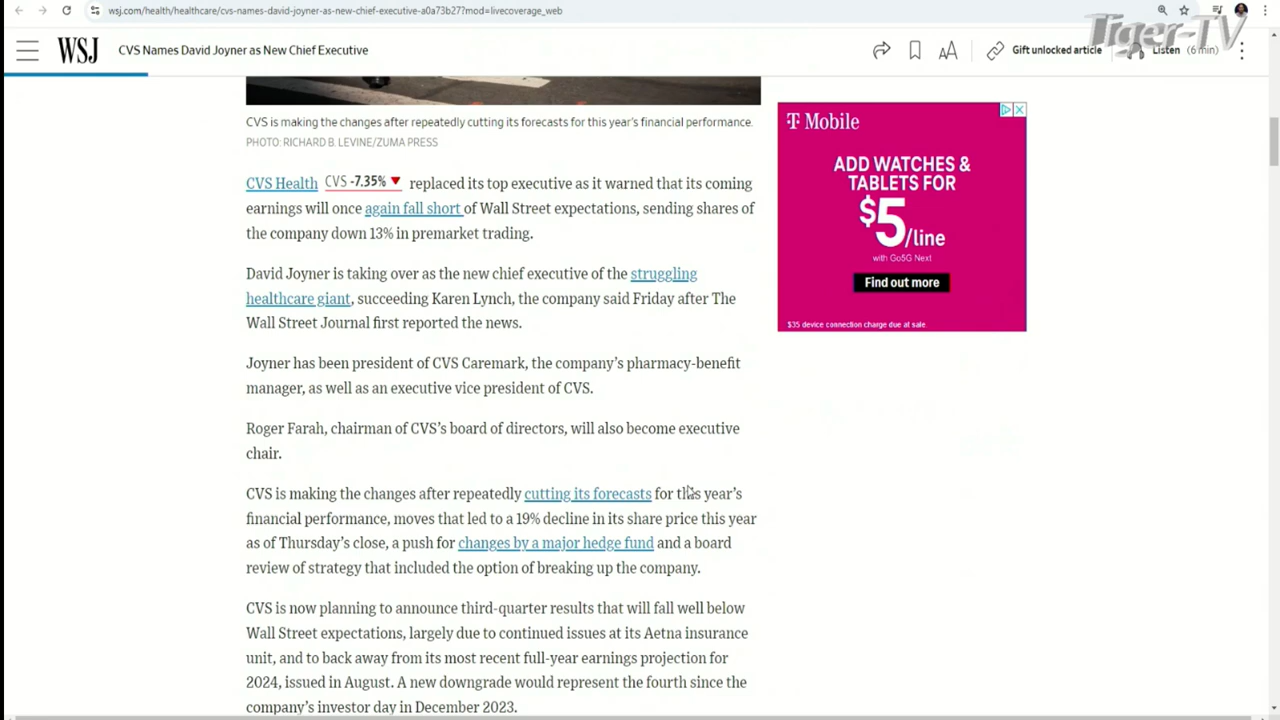 wsj.com/health/healthcare/cvs-names-david-joyner-as-new-chief-executive-a0a73b27?mod=livecoverage_web
Tiger-TV
WSJ
CVS Names David Joyner as New Chief Executive
Gift unlocked article
Listen (6 min)
CVS is making the changes after repeatedly cutting its forecasts for this year's financial performance.
PHOTO: RICHARD B. LEVINE/ZUMA PRESS
CVS Health CVS -7.35% replaced its top executive as it warned that its coming
earnings will once again fall short of Wall Street expectations, sending shares of
the company down 13% in premarket trading.
David Joyner is taking over as the new chief executive of the struggling
healthcare giant, succeeding Karen Lynch, the company said Friday after The
Wall Street Journal first reported the news.
Joyner has been president of CVS Caremark, the company's pharmacy-benefit
manager, as well as an executive vice president of CVS.
Roger Farah, chairman of CVS's board of directors, will also become executive
chair.
CVS is making the changes after repeatedly cutting its forecasts for this year's
financial performance, moves that led to a 19% decline in its share price this year
as of Thursday's close, a push for changes by a major hedge fund and a board
review of strategy that included the option of breaking up the company.
CVS is now planning to announce third-quarter results that will fall well below
Wall Street expectations, largely due to continued issues at its Aetna insurance
unit, and to back away from its most recent full-year earnings projection for
2024, issued in August. A new downgrade would represent the fourth since the
company's investor day in December 2023.
T Mobile
ADD WATCHES &
TABLETS FOR
$5/line
with Go5G Next
Find out more
$35 device connection charge due at sale.